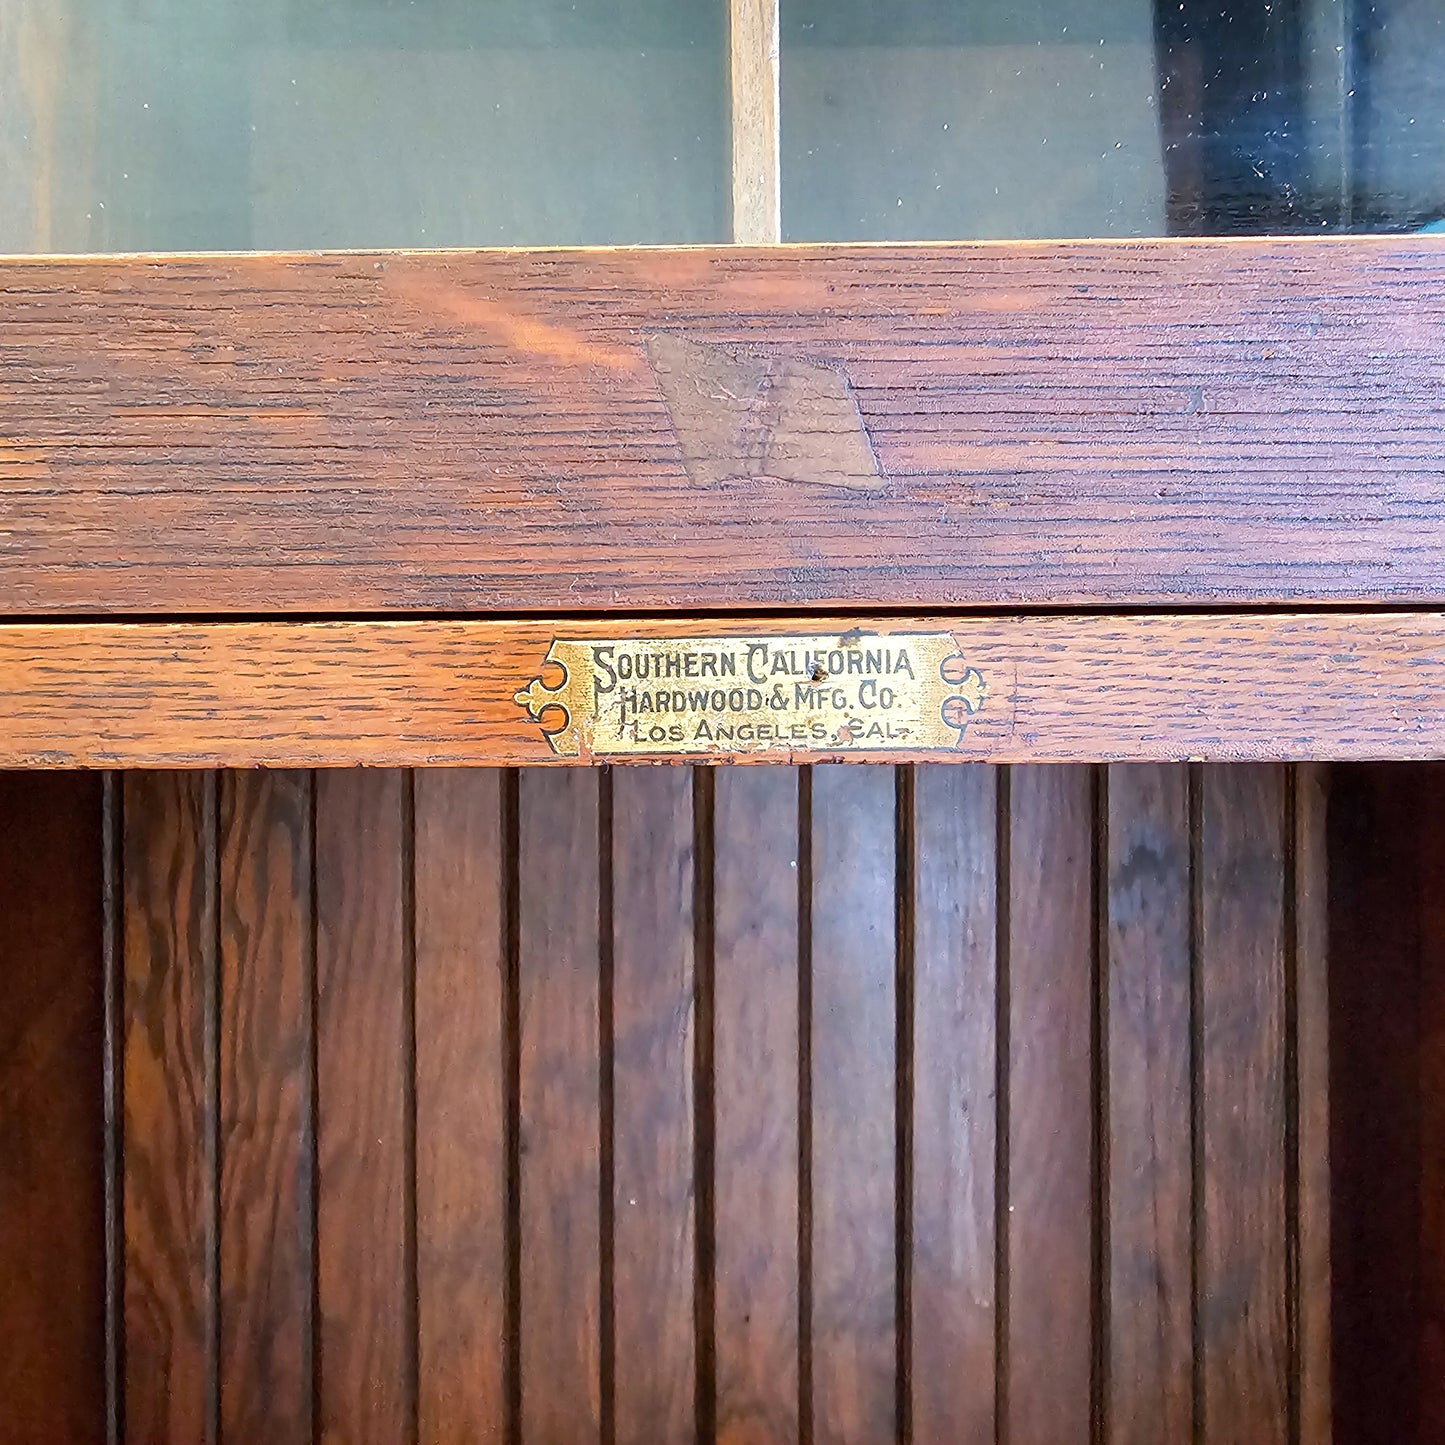 SOUTHERN CALIFORNIA
HARDWOOD & MFG. CO.
LOS ANGELES, CAL.